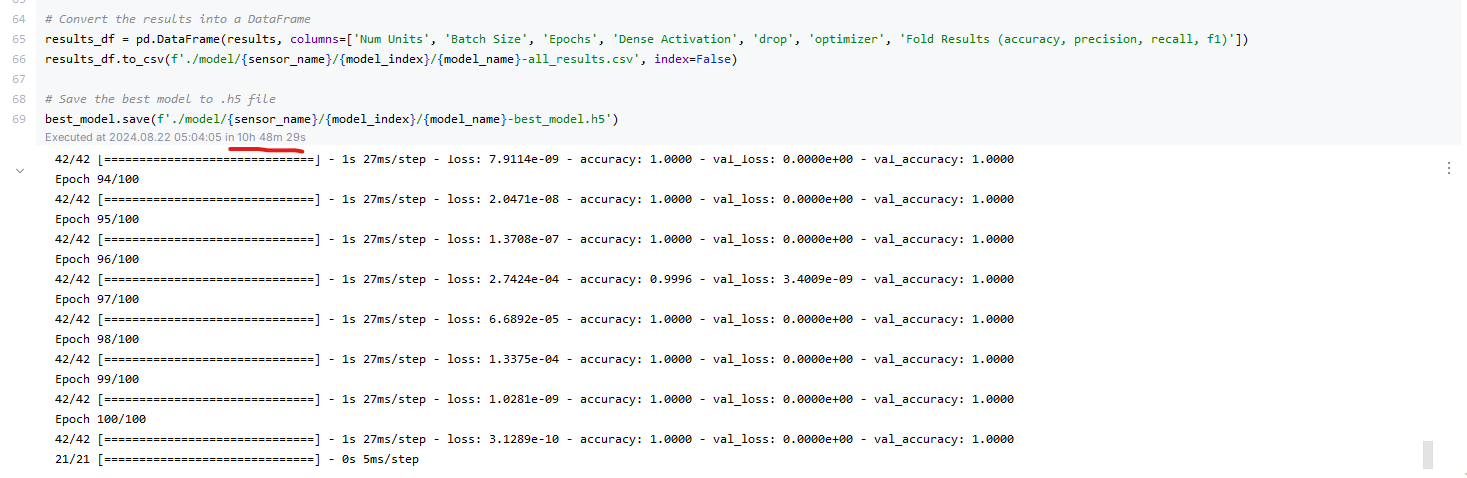 64 # Convert the results into a DataFrame
65 results_df = pd.DataFrame(results, columns=['Num Units', 'Batch Size', 'Epochs', 'Dense Activation', 'drop', 'optimizer', 'Fold Results (accuracy, precision, recall, f1)'])
66 results_df.to_csv(f'./model/{sensor_name}/{model_index}/{model_name}-all_results.csv', index=False)
67
68 # Save the best model to .h5 file
69 best_model.save(f'./model/{sensor_name}/{model_index}/{model_name}-best_model.h5')
Executed at 2024.08.22 05:04:05 in 10h 48m 29s
42/42 [==============================] - 1s 27ms/step - loss: 7.9114e-09 - accuracy: 1.0000 - val_loss: 0.0000e+00 - val_accuracy: 1.0000
Epoch 94/100
42/42 [==============================] - 1s 27ms/step - loss: 2.0471e-08 - accuracy: 1.0000 - val_loss: 0.0000e+00 - val_accuracy: 1.0000
Epoch 95/100
42/42 [==============================] - 1s 27ms/step - loss: 1.3708e-07 - accuracy: 1.0000 - val_loss: 0.0000e+00 - val_accuracy: 1.0000
Epoch 96/100
42/42 [==============================] - 1s 27ms/step - loss: 2.7424e-04 - accuracy: 0.9996 - val_loss: 3.4009e-09 - val_accuracy: 1.0000
Epoch 97/100
42/42 [==============================] - 1s 27ms/step - loss: 6.6892e-05 - accuracy: 1.0000 - val_loss: 0.0000e+00 - val_accuracy: 1.0000
Epoch 98/100
42/42 [==============================] - 1s 27ms/step - loss: 1.3375e-04 - accuracy: 1.0000 - val_loss: 0.0000e+00 - val_accuracy: 1.0000
Epoch 99/100
42/42 [==============================] - 1s 27ms/step - loss: 1.0281e-09 - accuracy: 1.0000 - val_loss: 0.0000e+00 - val_accuracy: 1.0000
Epoch 100/100
42/42 [==============================] - 1s 27ms/step - loss: 3.1289e-10 - accuracy: 1.0000 - val_loss: 0.0000e+00 - val_accuracy: 1.0000
21/21 [==============================] - 0s 5ms/step